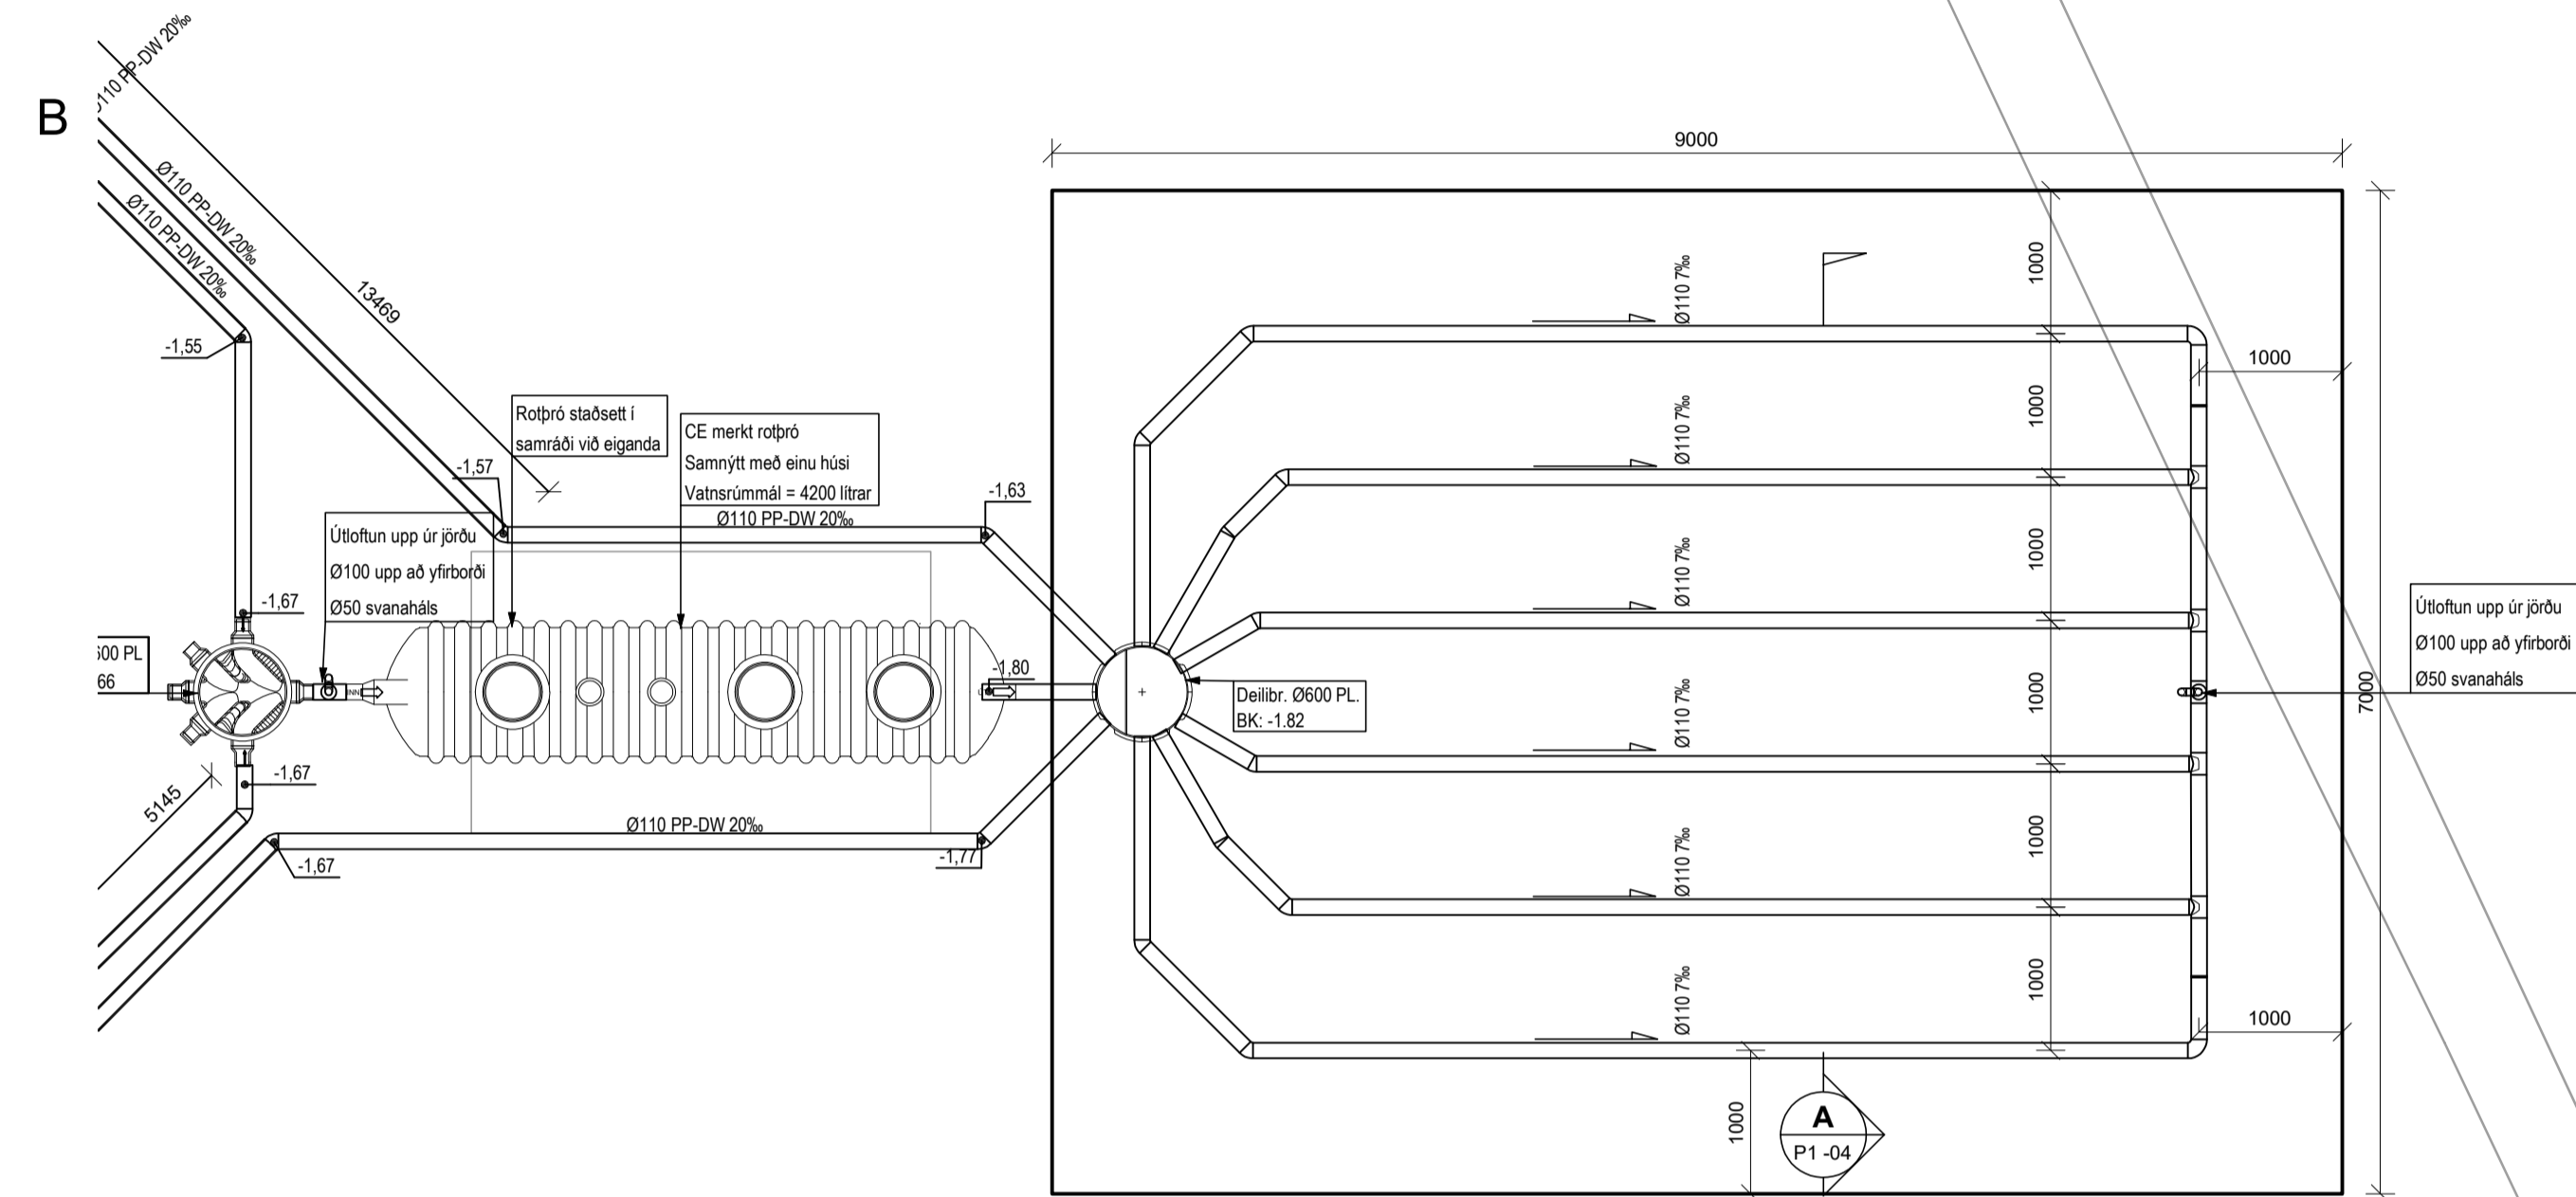 B
Ø110 PP-DW 20‰
Ø110 PP-DW 20‰
Ø110 PP-DW 20‰
13469
-1,55
-1,67
600 PL
66
-1,67
5145
-1,67
Útloftun upp úr jörðu
Ø100 upp að yfirborði
Ø50 svanaháls
INN
-1,57
Rotþró staðsett í
samráði við eiganda
CE merkt rotþró
Samnýtt með einu húsi
Vatnsrúmmál = 4200 lítrar
Ø110 PP-DW 20‰
-1,63
-1,80
Ø110 PP-DW 20‰
-1,77
Deilibr. Ø600 PL.
BK: -1.82
9000
Ø110 7‰
Ø110 7‰
Ø110 7‰
Ø110 7‰
Ø110 7‰
Ø110 7‰
1000
1000
1000
1000
1000
1000
1000
1000
1000
7000
Útloftun upp úr jörðu
Ø100 upp að yfirborði
Ø50 svanaháls
A
P1 -04